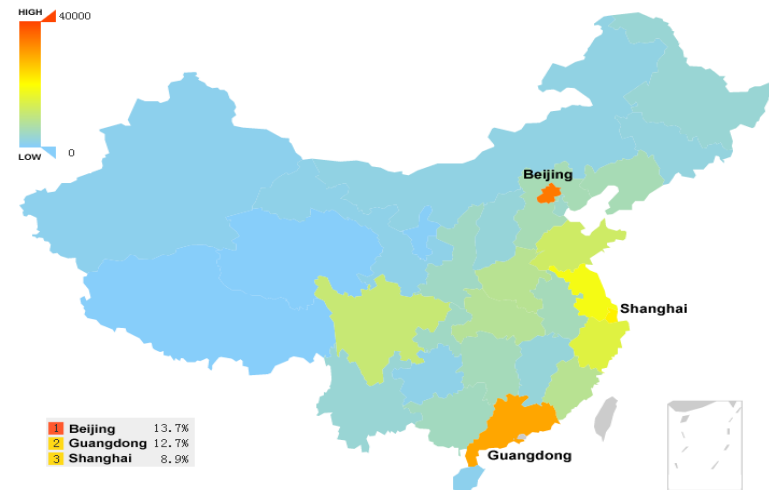 HIGH
40000
LOW
0
Beijing
Shanghai
Guangdong
1 Beijing 13.7%
2 Guangdong 12.7%
3 Shanghai 8.9%